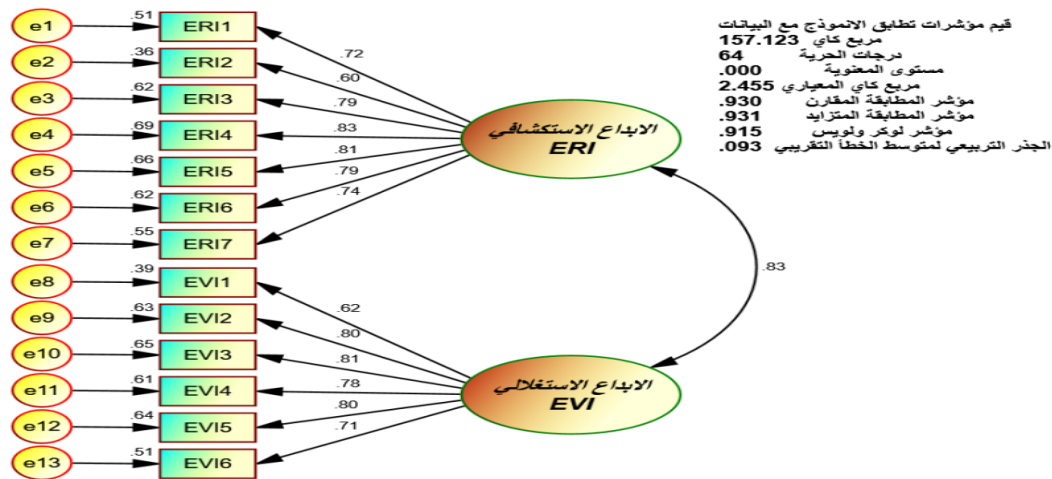 قيم مؤشرات تطابق الانموذج مع البيانات
مربع كاي 157.123
درجات الحرية 64
مستوى المعنوية .000
مربع كاي المعياري 2.455
مؤشر المطابقة المقارن .930
مؤشر المطابقة المتزايد .931
مؤشر لوكر ولويس .915
الجذر التربيعي لمتوسط الخطأ التقريبي .093
e1 .51 ERI1 .72
e2 .36 ERI2 .60
e3 .62 ERI3 .79
e4 .69 ERI4 .83
e5 .66 ERI5 .81
e6 .62 ERI6 .79
e7 .55 ERI7 .74
الابداع الاستكشافي
ERI
.83
e8 .39 EVI1 .62
e9 .63 EVI2 .80
e10 .65 EVI3 .81
e11 .61 EVI4 .78
e12 .64 EVI5 .80
e13 .51 EVI6 .71
الابداع الاستغلالي
EVI